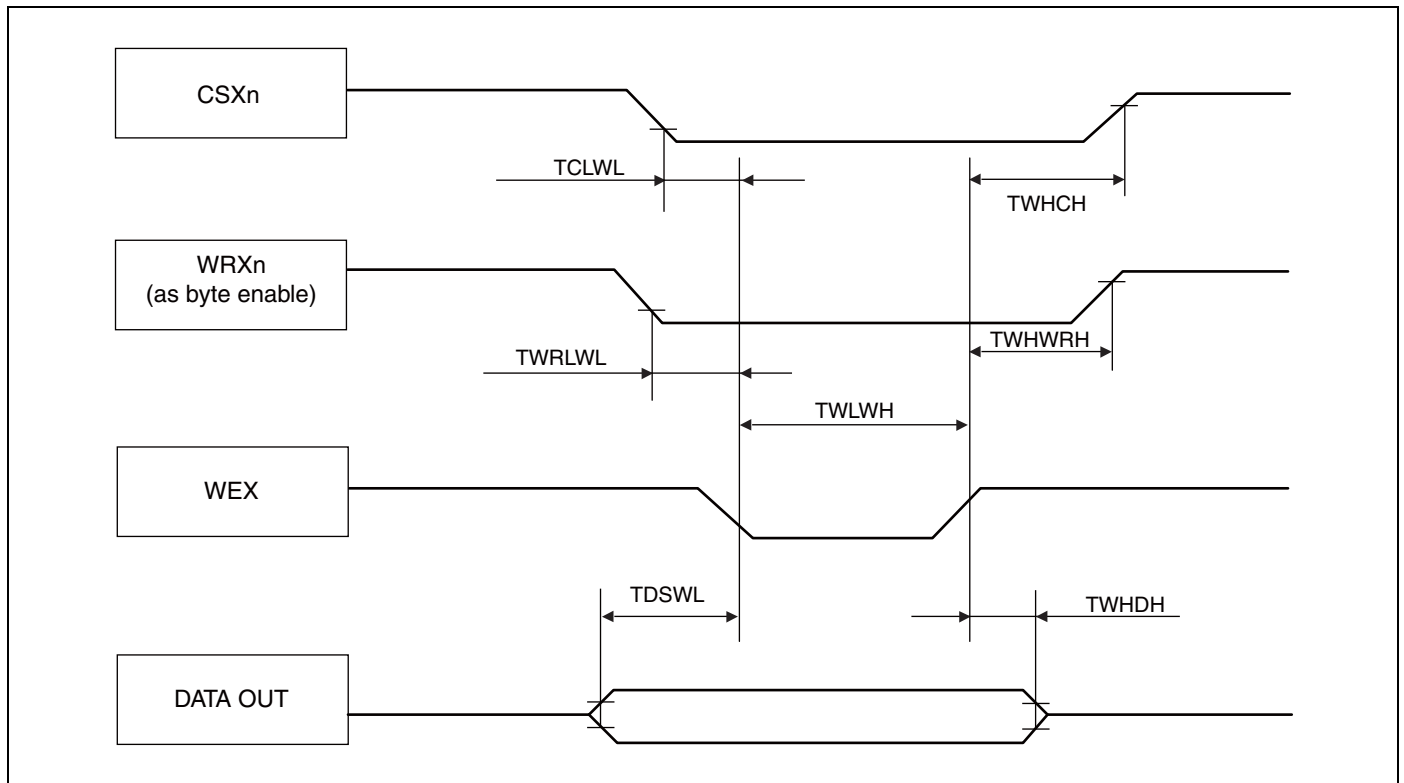 CSXn
TCLWL
TWHCH
WRXn
(as byte enable)
TWHWRH
TWRLWL
TWLWH
WEX
TDSWL
TWHDH
DATA OUT